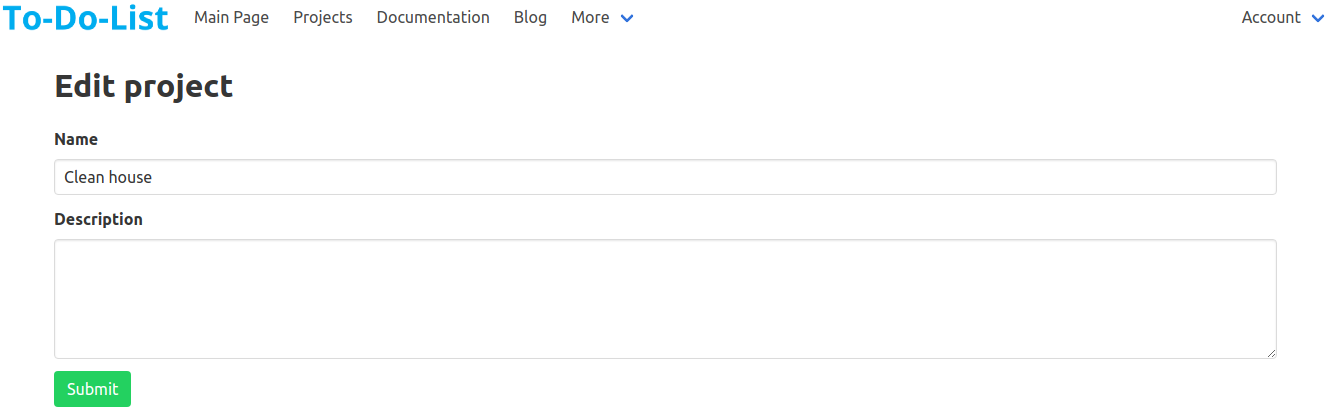 To-Do-List Main Page Projects Documentation Blog More Account
Edit project
Name
Clean house
Description
Submit